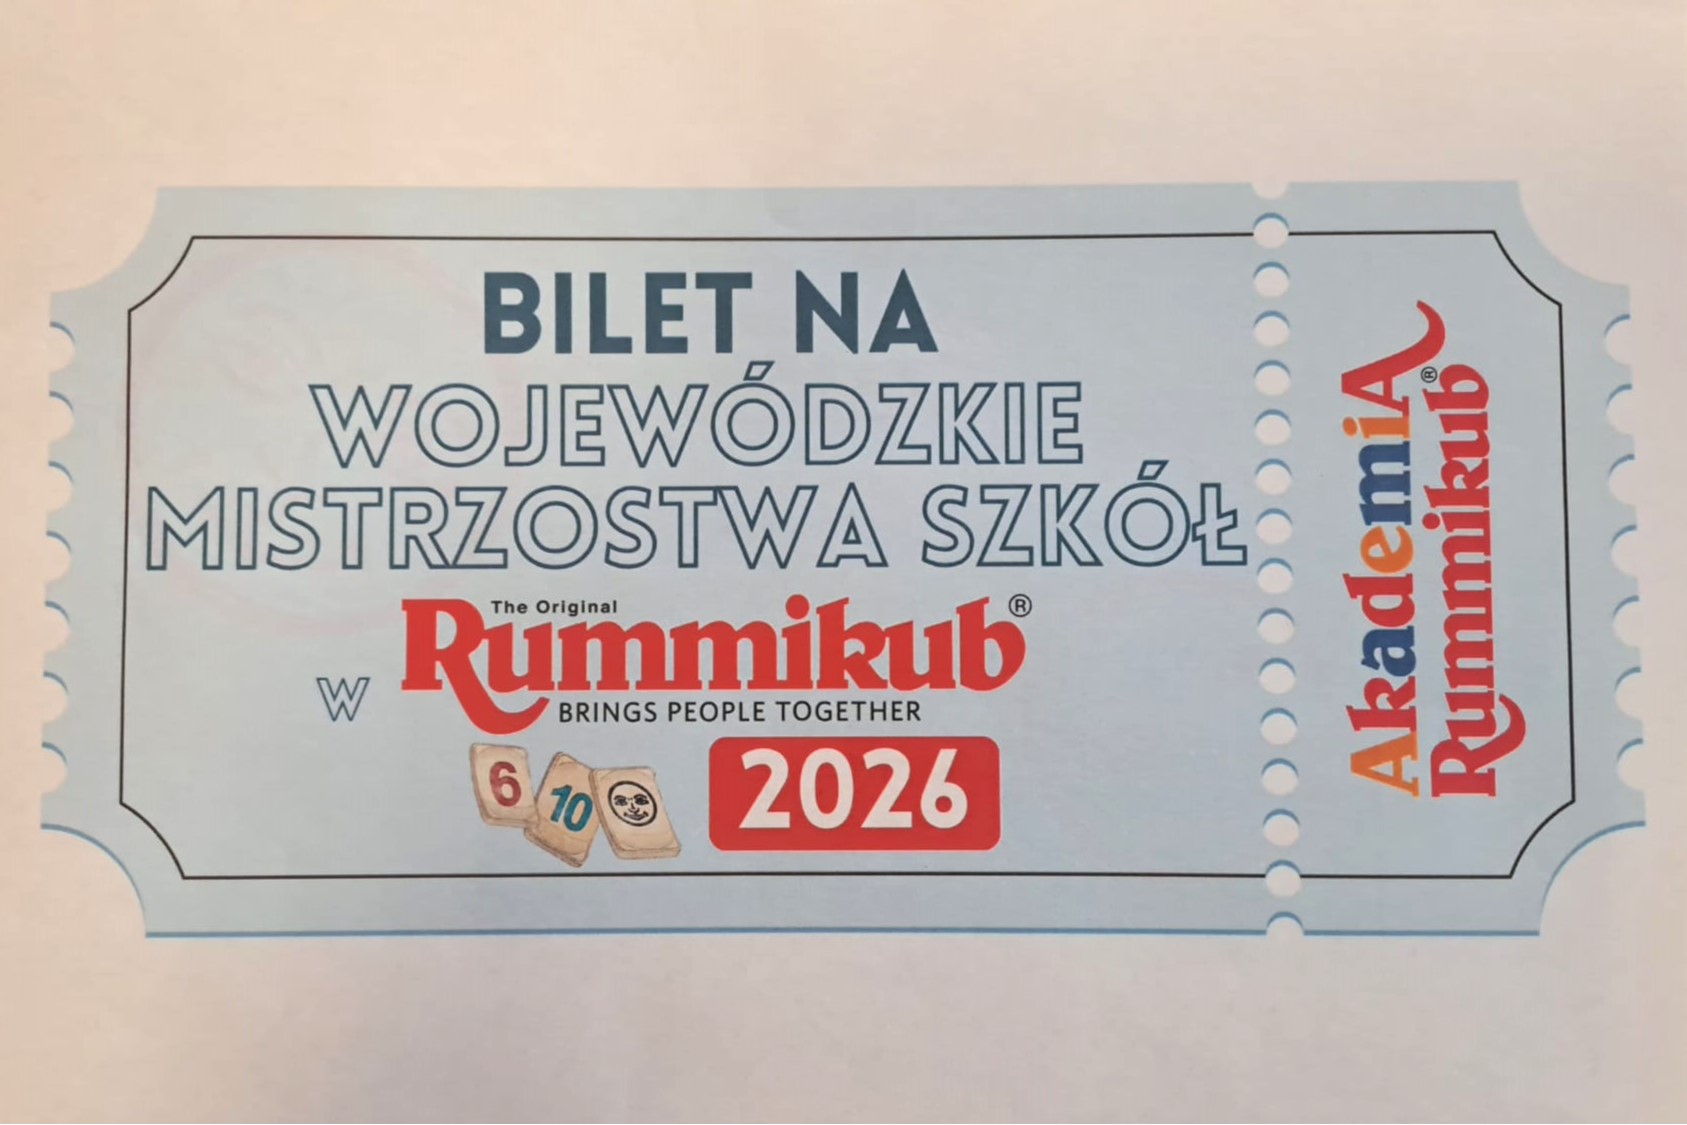 BILET NA
WOJEWÓDZKIE
MISTRZOSTWA SZKÓŁ
The Original
w Rummikub®
BRINGS PEOPLE TOGETHER
6 10
2026
AkademiA
Rummikub®